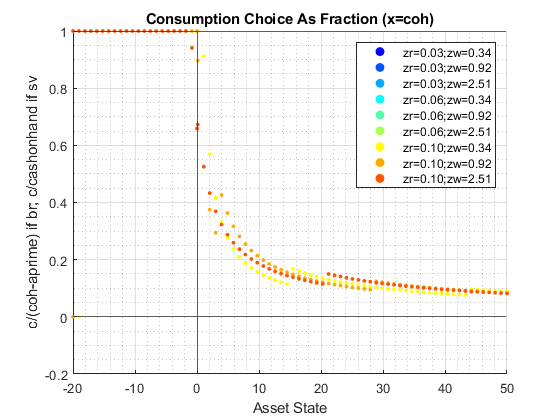 Consumption Choice As Fraction (x=coh)
1
0.8
0.6
0.4
0.2
0
-0.2
c/(coh-apnme) if br; c/cashonhand if sv
zr=0.03;zw=0.34
zr=0.03;zw=0.92
zr=0.03;zw=2.51
zr=0.06;zw=0.34
zr=0.06;zw=0.92
zr=0.06;zw=2.51
zr=0.10;zw=0.34
zr=0.10;zw=0.92
zr=0.10;zw=2.51
-20 -10 0 10 20 30 40 50
Asset State